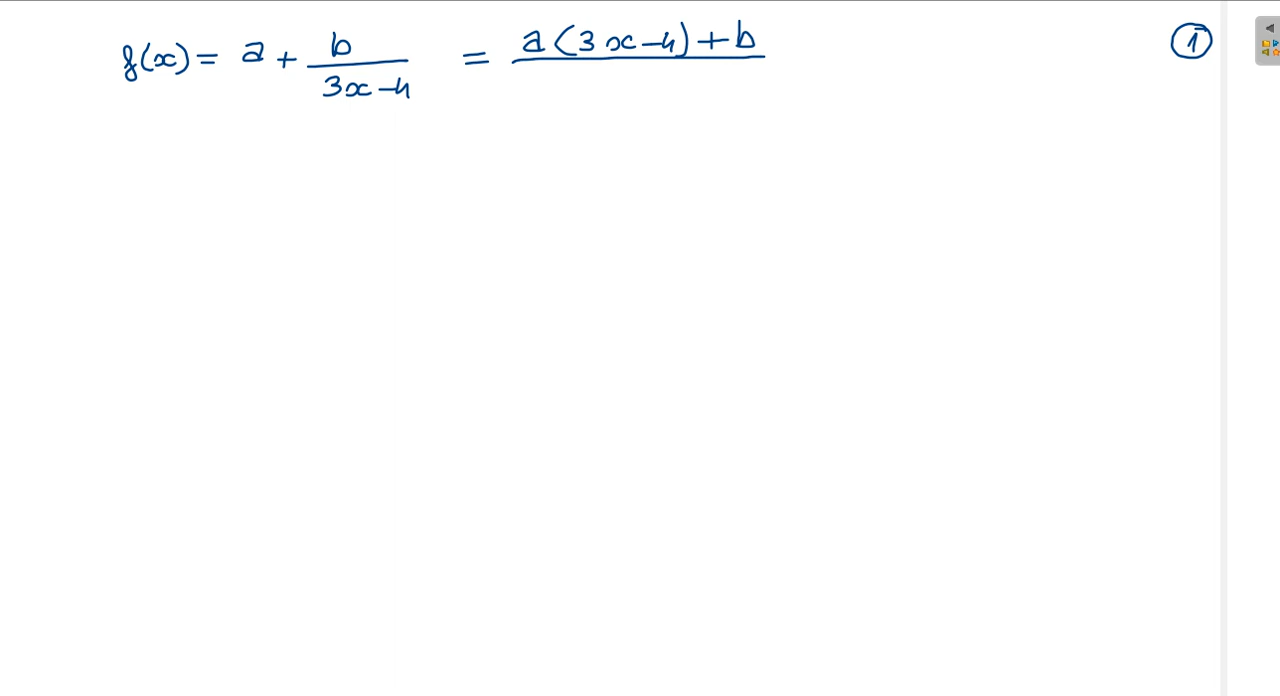 f(x) = a + b/(3x-4) = a(3x-4)+b
①